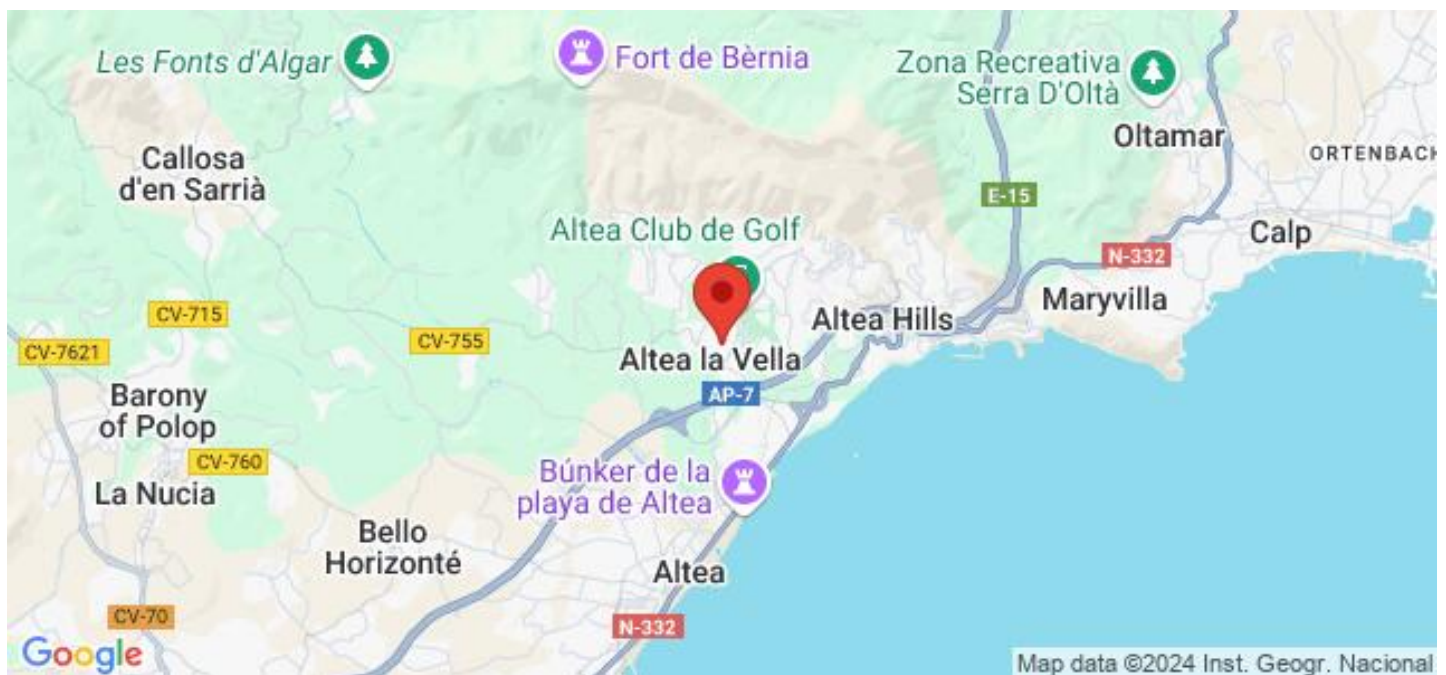 Les Fonts d'Algar
Fort de Bèrnia
Zona Recreativa
Serra D'Oltà
Oltamar
ORTENBACH
Callosa
d'en Sarrià
E-15
Altea Club de Golf
Calp
N-332
Maryvilla
CV-715
Altea Hills
CV-755
CV-7621
Altea la Vella
AP-7
Barony
of Polop
CV-760
La Nucia
Búnker de la
playa de Altea
Bello
Horizonté
Altea
CV-70
N-332
Google
Map data ©2024 Inst. Geogr. Nacional